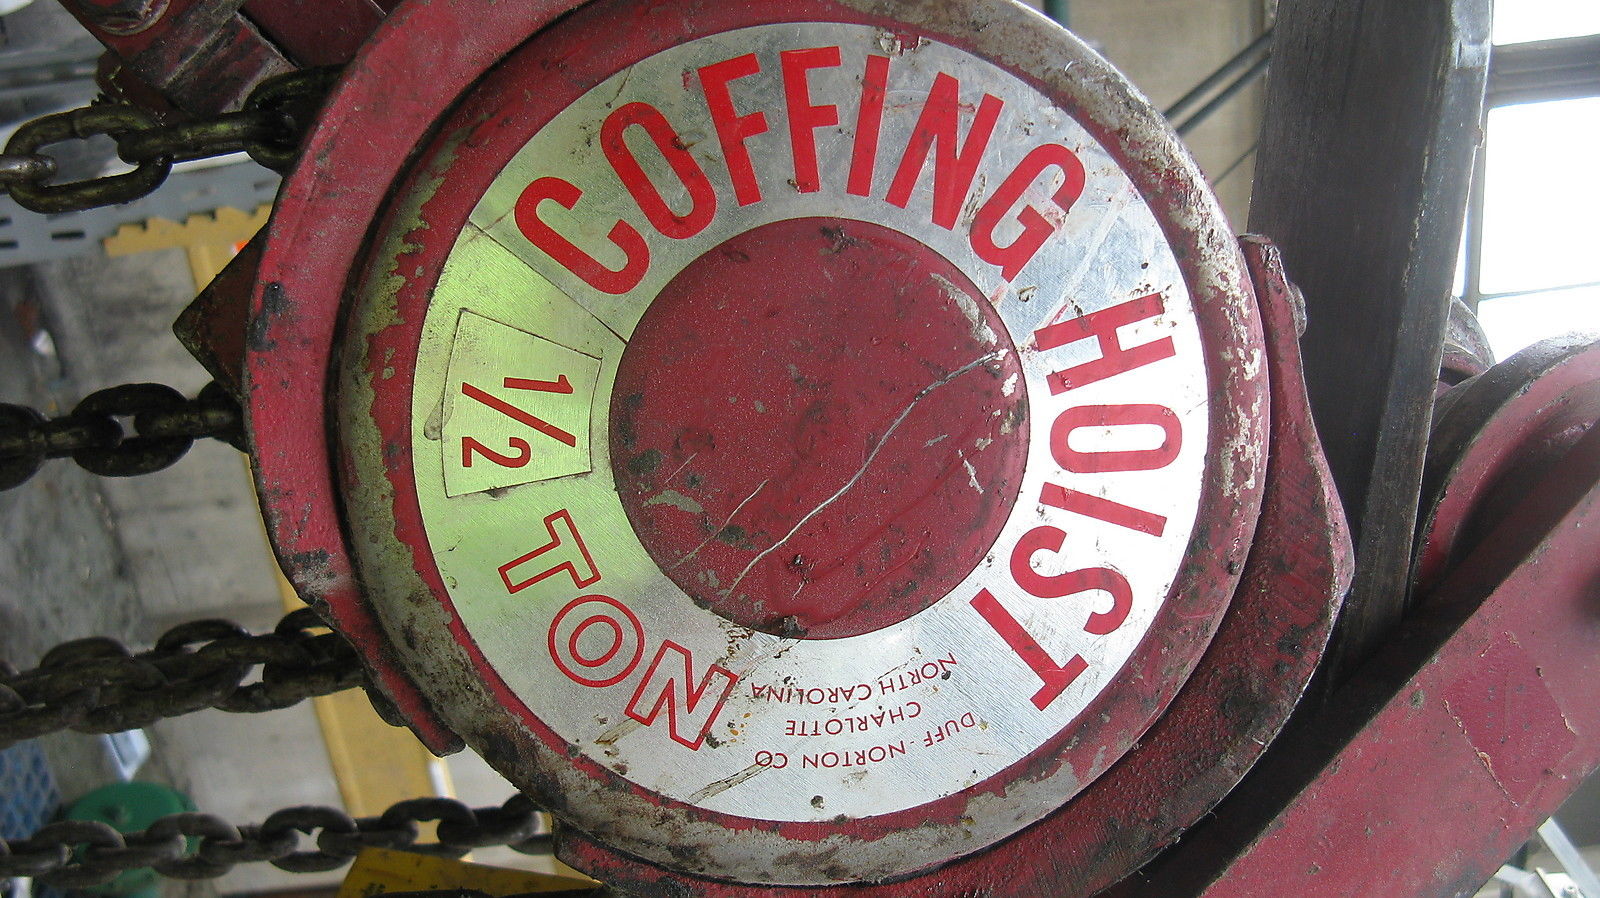 COFFING HOIST
1/2 TON
DUFF-NORTON CO
CHARLOTTE
NORTH CAROLINA